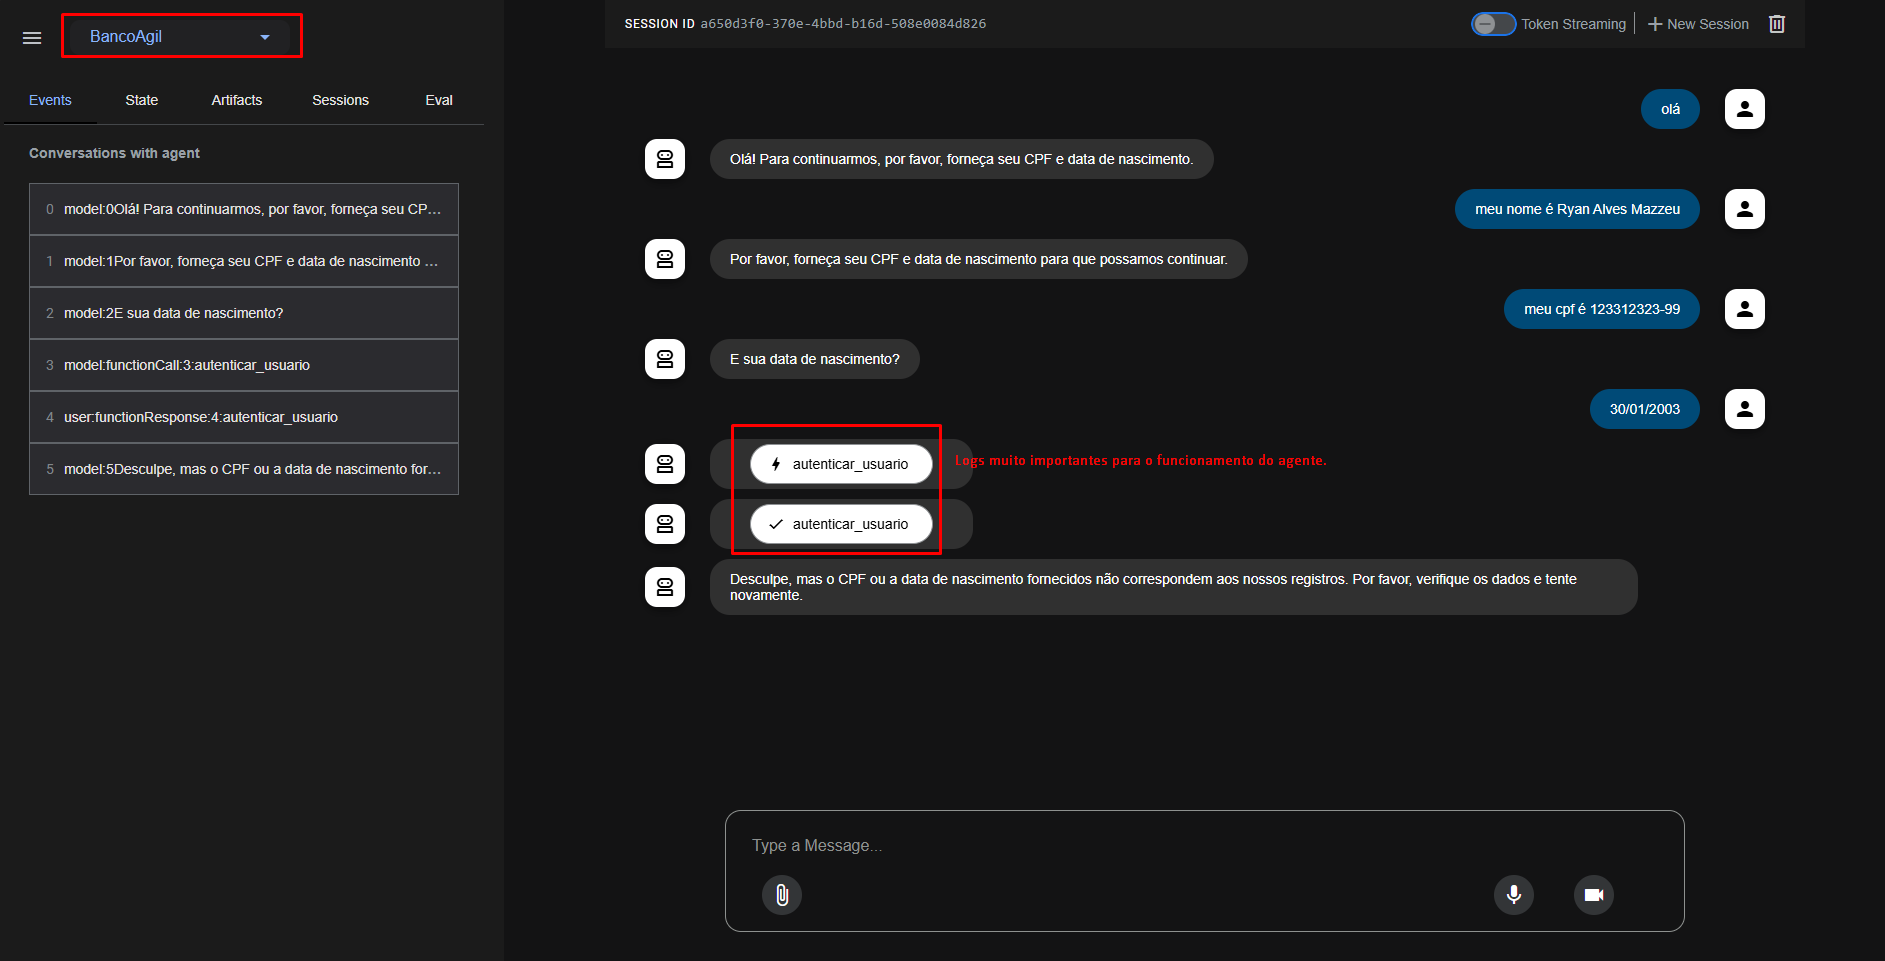 BancoAgil
SESSION ID a650d3f0-370e-4bbd-b16d-508e0084d826
Token Streaming
New Session
Events
State
Artifacts
Sessions
Eval
Conversations with agent
0 model:0Olá! Para continuarmos, por favor, forneça seu CP...
1 model:1Por favor, forneça seu CPF e data de nascimento ...
2 model:2E sua data de nascimento?
3 model:functionCall:3:autenticar_usuario
4 user:functionResponse:4:autenticar_usuario
5 model:5Desculpe, mas o CPF ou a data de nascimento for...
olá
Olá! Para continuarmos, por favor, forneça seu CPF e data de nascimento.
meu nome é Ryan Alves Mazzeu
Por favor, forneça seu CPF e data de nascimento para que possamos continuar.
meu cpf é 123312323-99
E sua data de nascimento?
30/01/2003
autenticar_usuario
Logs muito importantes para o funcionamento do agente.
autenticar_usuario
Desculpe, mas o CPF ou a data de nascimento fornecidos não correspondem aos nossos registros. Por favor, verifique os dados e tente
novamente.
Type a Message...